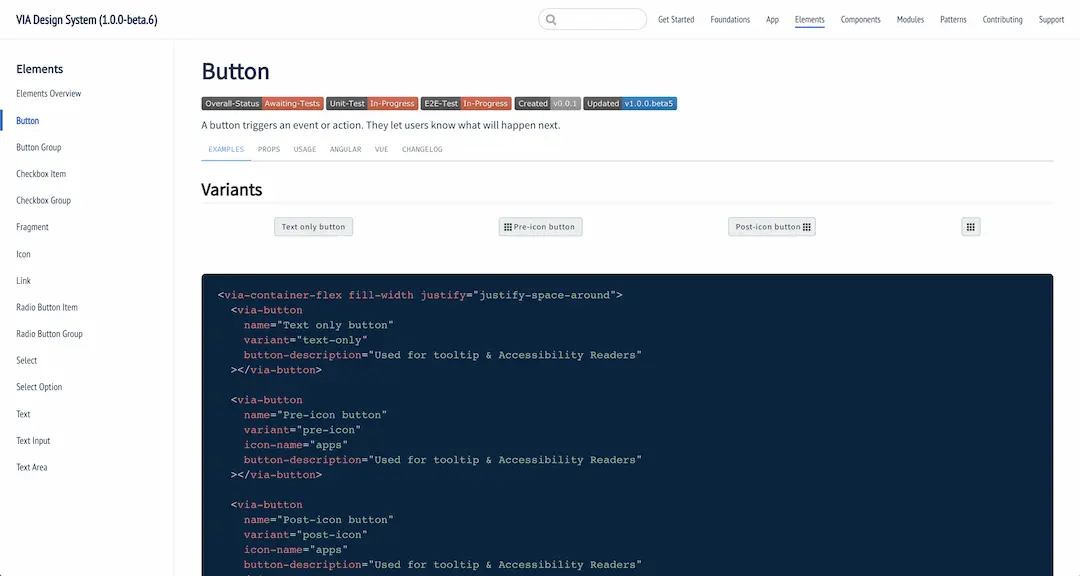 VIA Design System (1.0.0-beta.6)
Get Started Foundations App Elements Components Modules Patterns Contributing Support
Elements
Elements Overview
Button
Button Group
Checkbox Item
Checkbox Group
Fragment
Icon
Link
Radio Button Item
Radio Button Group
Select
Select Option
Text
Text Input
Text Area
Button
Overall-Status Awaiting-Tests Unit-Test In-Progress E2E-Test In-Progress Created v0.0.1 Updated v1.0.0.beta5
A button triggers an event or action. They let users know what will happen next.
EXAMPLES PROPS USAGE ANGULAR VUE CHANGELOG
Variants
Text only button Pre-icon button Post-icon button
<via-container-flex fill-width justify="justify-space-around">
<via-button
name="Text only button"
variant="text-only"
button-description="Used for tooltip & Accessibility Readers"
></via-button>
<via-button
name="Pre-icon button"
variant="pre-icon"
icon-name="apps"
button-description="Used for tooltip & Accessibility Readers"
></via-button>
<via-button
name="Post-icon button"
variant="post-icon"
icon-name="apps"
button-description="Used for tooltip & Accessibility Readers"